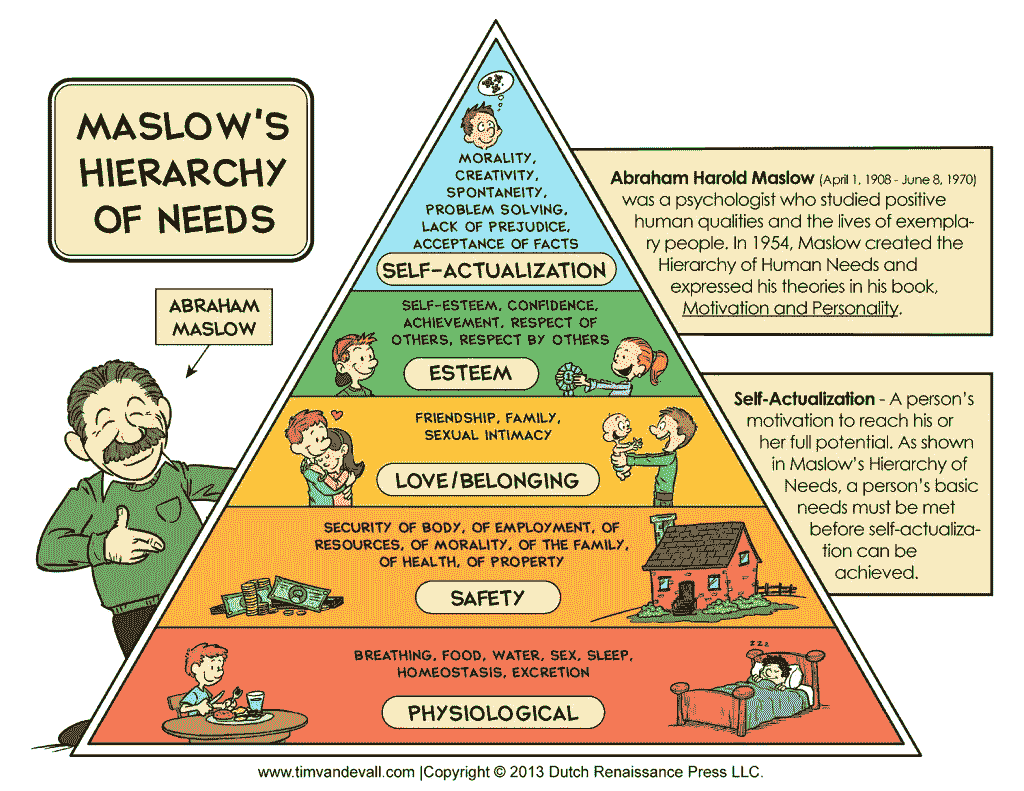 MASLOW'S
HIERARCHY
OF NEEDS
ABRAHAM
MASLOW
MORALITY,
CREATIVITY,
SPONTANEITY,
PROBLEM SOLVING,
LACK OF PREJUDICE,
ACCEPTANCE OF FACTS
SELF-ACTUALIZATION
SELF-ESTEEM, CONFIDENCE,
ACHIEVEMENT, RESPECT OF
OTHERS, RESPECT BY OTHERS
ESTEEM
1
FRIENDSHIP, FAMILY,
SEXUAL INTIMACY
LOVE/BELONGING
SECURITY OF BODY, OF EMPLOYMENT, OF
RESOURCES, OF MORALITY, OF THE FAMILY,
OF HEALTH, OF PROPERTY
SAFETY
BREATHING, FOOD, WATER, SEX, SLEEP,
HOMEOSTASIS, EXCRETION
PHYSIOLOGICAL
ZZZ
Abraham Harold Maslow (April 1, 1908 - June 8, 1970)
was a psychologist who studied positive
human qualities and the lives of exempla-
ry people. In 1954, Maslow created the
Hierarchy of Human Needs and
expressed his theories in his book,
Motivation and Personality.
Self-Actualization - A person's
motivation to reach his or
her full potential. As shown
in Maslow's Hierarchy of
Needs, a person's basic
needs must be met
before self-actualiza-
tion can be
achieved.
www.timvandevall.com |Copyright © 2013 Dutch Renaissance Press LLC.